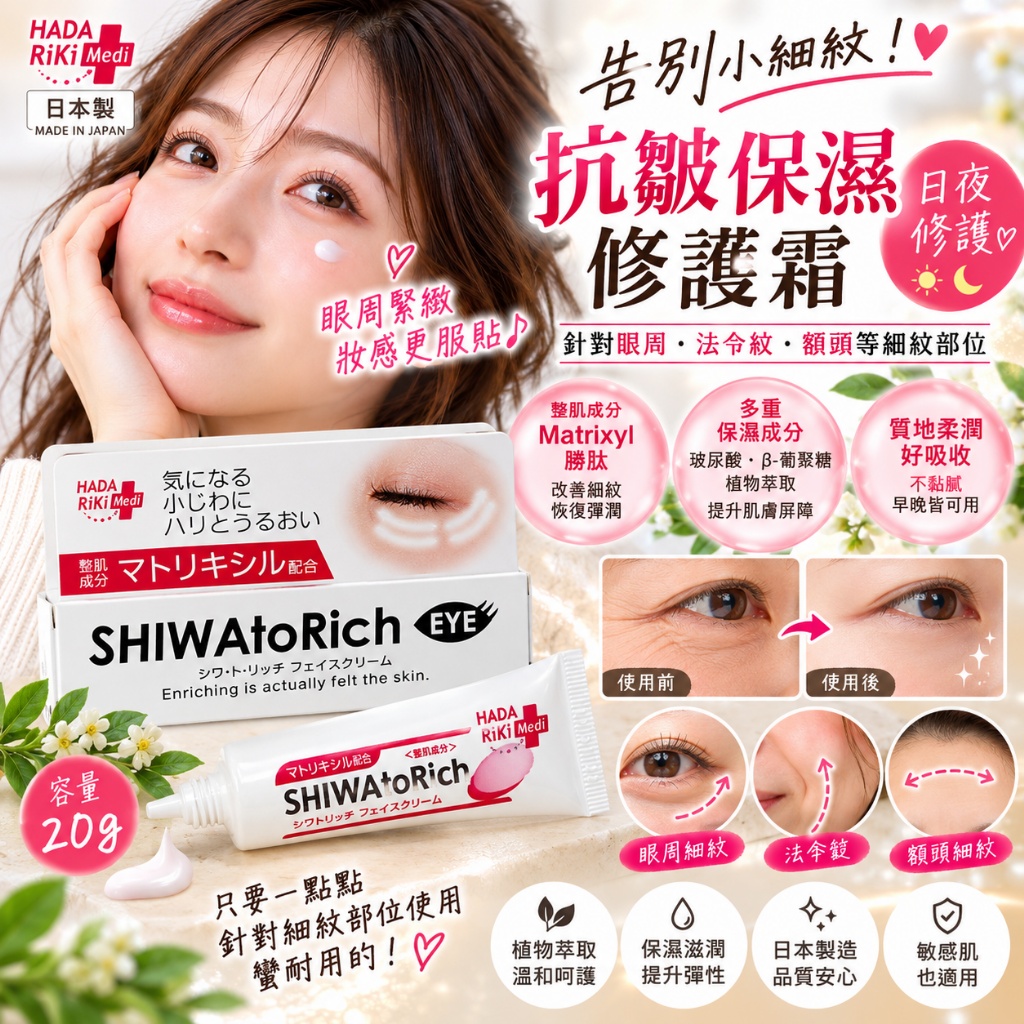 HADA
RiKi Medi
日本製
MADE IN JAPAN
告別小細紋！
抗皺保濕
修護霜
日夜
修護
針對眼周・法令紋・額頭等細紋部位
眼周緊緻
妝感更服貼♪
整肌成分
Matrixyl
勝肽
改善細紋
恢復彈潤
多重
保濕成分
玻尿酸・β-葡聚糖
植物萃取
提升肌膚屏障
質地柔潤
好吸收
不黏膩
早晚皆可用
HADA
RiKi Medi
気になる
小じわに
ハリとうるおい
整肌
成分 マトリキシル配合
SHIWAtoRich EYE
シワ・ト・リッチ フェイスクリーム
Enriching is actually felt the skin.
使用前
使用後
HADA
RiKi Medi
マトリキシル配合 <整肌成分>
SHIWAtoRich
シワトリッチ フェイスクリーム
容量
20g
眼周細紋
法令
額頭細紋
只要一點點
針對細紋部位使用
蠻耐用的！
植物萃取
溫和呵護
保濕滋潤
提升彈性
日本製造
品質安心
敏感肌
也適用